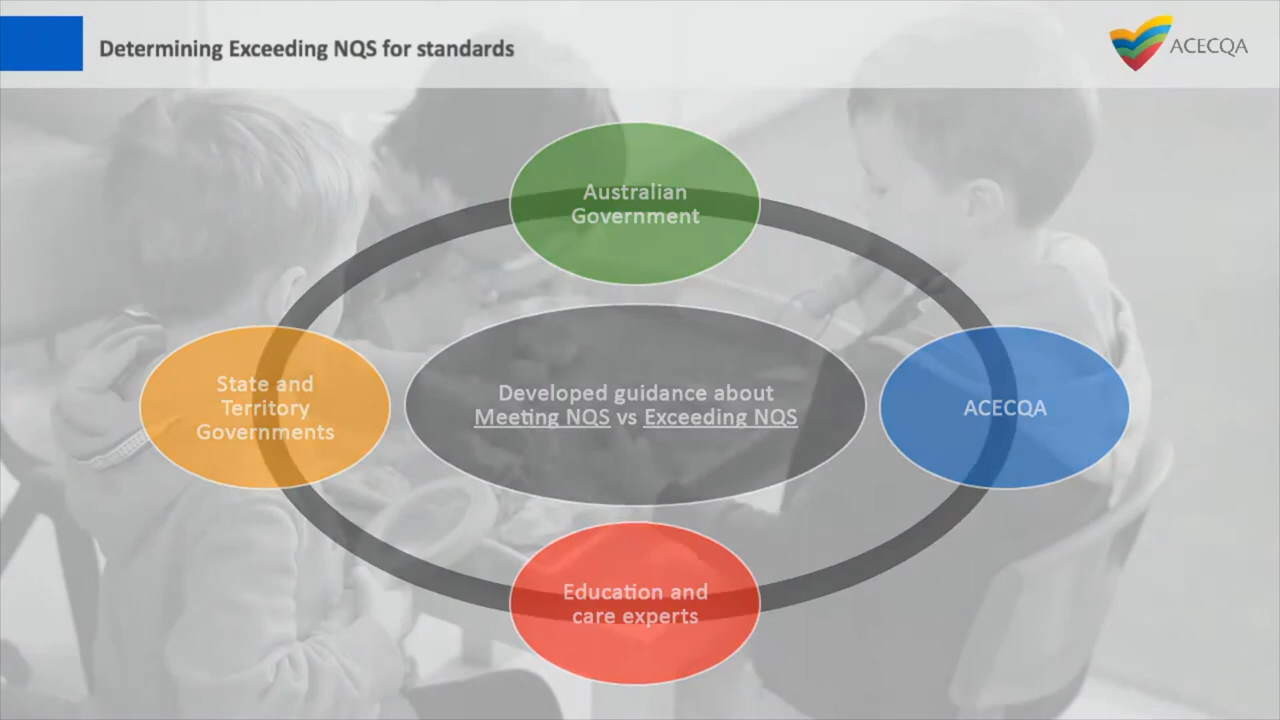 Determining Exceeding NQS for standards
ACECQA
Australian
Government
State and
Territory
Governments
Developed guidance about
Meeting NQS vs Exceeding NQS
ACECQA
Education and
care experts